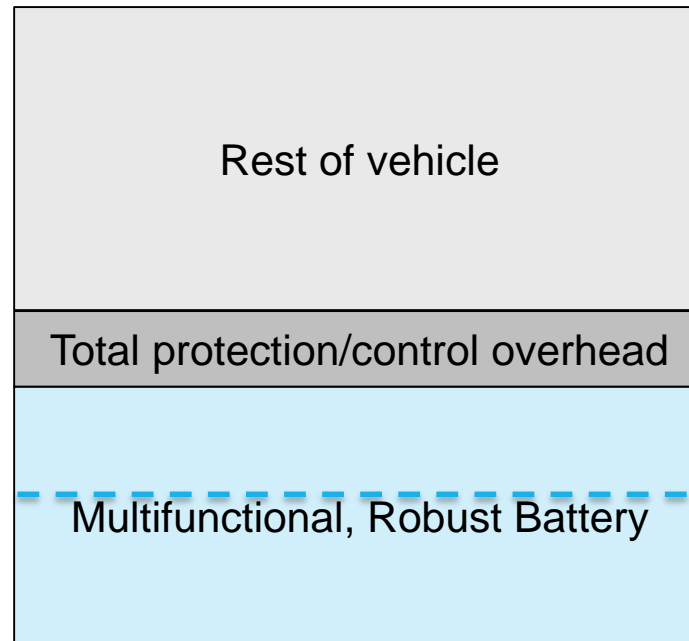 Rest of vehicle
Total protection/control overhead
Multifunctional, Robust Battery